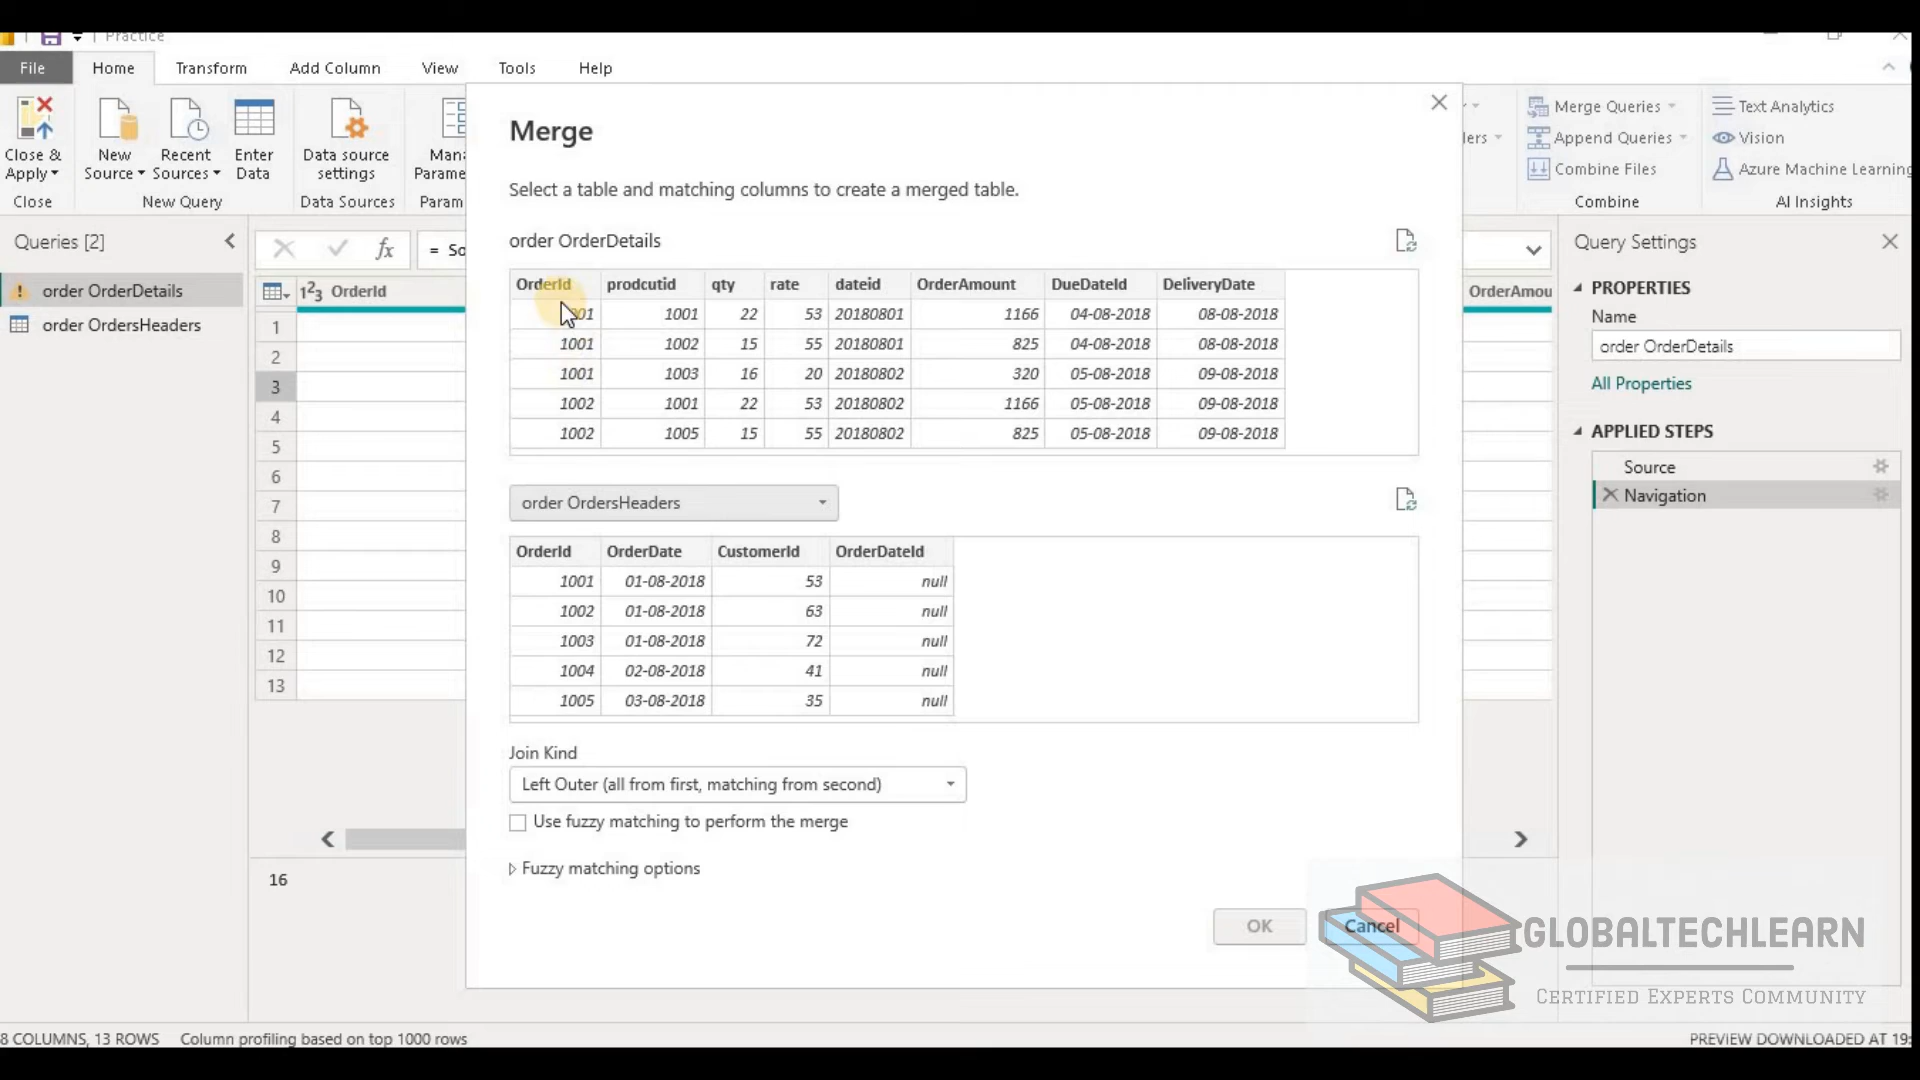 Practice
File Home Transform Add Column View Tools Help
Close & Apply
New Source
Recent Sources
Enter Data
Data source settings
Merge Queries
Append Queries
Combine Files
Text Analytics
Vision
Azure Machine Learning
Close New Query Data Sources Param Combine AI Insights
Queries [2]
order OrderDetails
order OrdersHeaders
fx = So
1²3 OrderId
1
2
3
4
5
6
7
8
9
10
11
12
13
16
Merge
Select a table and matching columns to create a merged table.
order OrderDetails
OrderId prodcutid qty rate dateid OrderAmount DueDateId DeliveryDate
1001 22 53 20180801 1166 04-08-2018 08-08-2018
1001 1002 15 55 20180801 825 04-08-2018 08-08-2018
1001 1003 16 20 20180802 320 05-08-2018 09-08-2018
1002 1001 22 53 20180802 1166 05-08-2018 09-08-2018
1002 1005 15 55 20180802 825 05-08-2018 09-08-2018
order OrdersHeaders
OrderId OrderDate CustomerId OrderDateId
1001 01-08-2018 53 null
1002 01-08-2018 63 null
1003 01-08-2018 72 null
1004 02-08-2018 41 null
1005 03-08-2018 35 null
Join Kind
Left Outer (all from first, matching from second)
Use fuzzy matching to perform the merge
Fuzzy matching options
OK Cancel
OrderAmou
Query Settings
PROPERTIES
Name
order OrderDetails
All Properties
APPLIED STEPS
Source
Navigation
GLOBALTECHLEARN
CERTIFIED EXPERTS COMMUNITY
8 COLUMNS, 13 ROWS Column profiling based on top 1000 rows
PREVIEW DOWNLOADED AT 19: